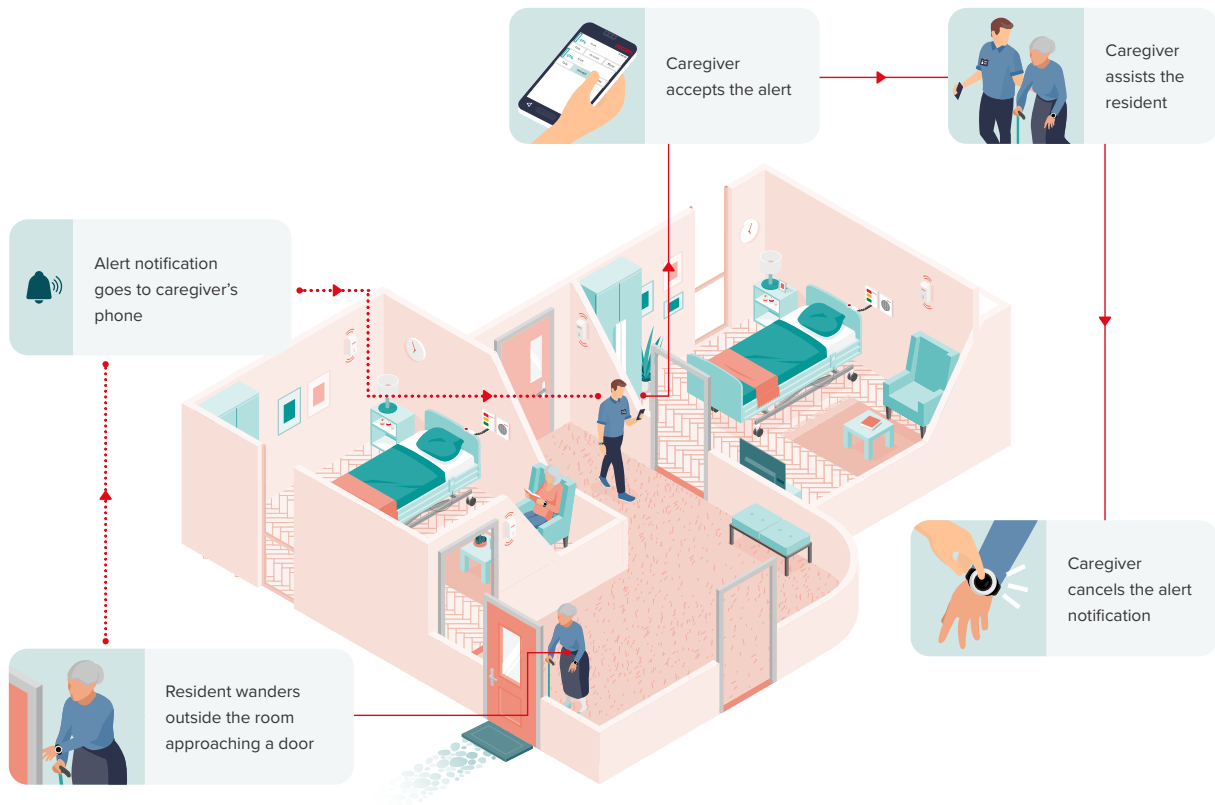 Caregiver
accepts the alert
Caregiver
assists the
resident
Alert notification
goes to caregiver’s
phone
Caregiver
cancels the alert
notification
Resident wanders
outside the room
approaching a door